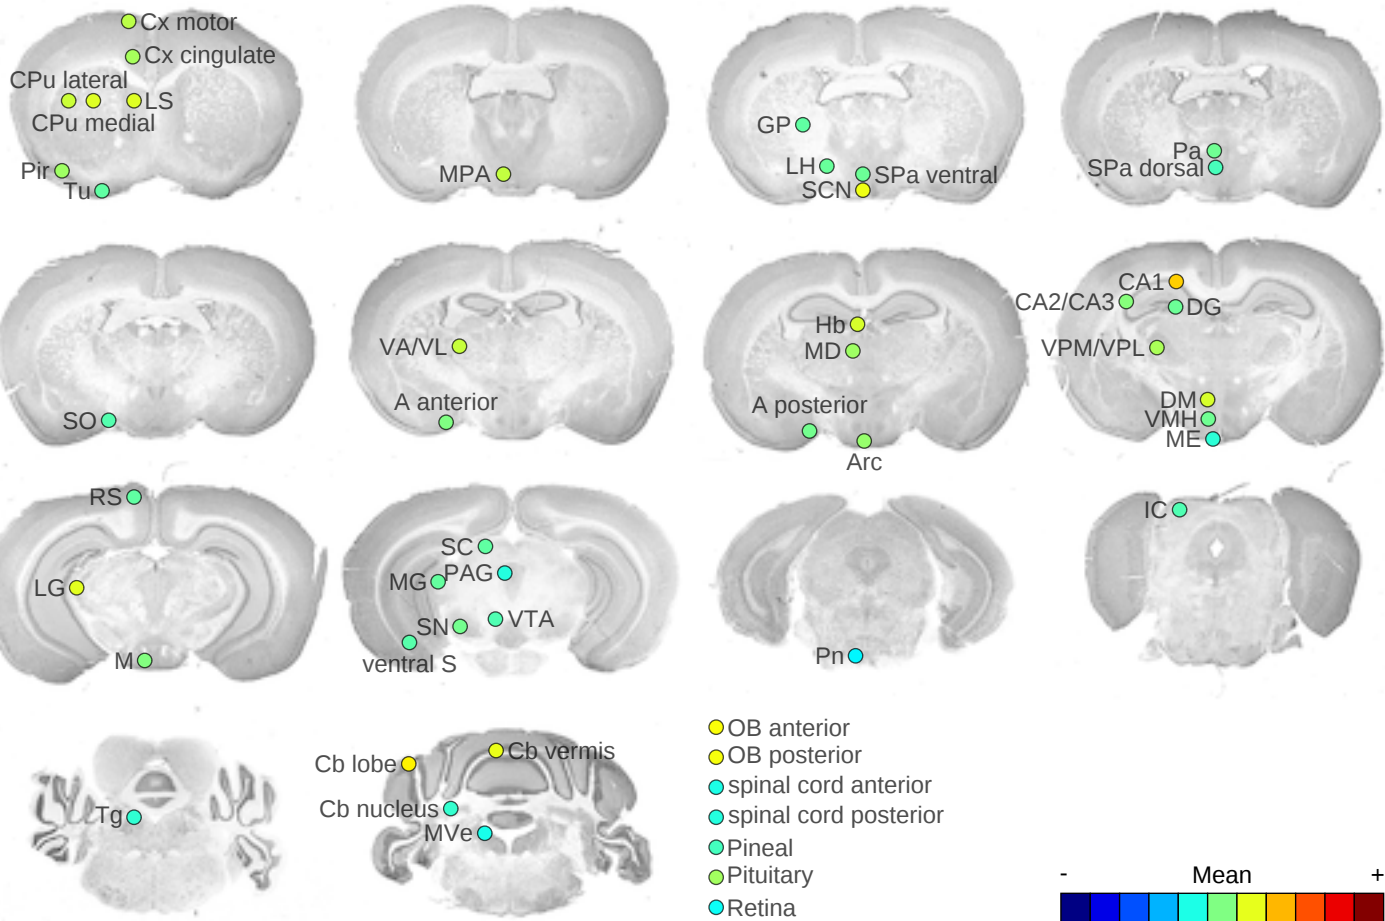 Cx motor
Cx cingulate
CPu lateral
LS
CPu medial
Pir
Tu
MPA
GP
LH
SPa ventral
SCN
Pa
SPa dorsal
SO
VA/VL
A anterior
Hb
MD
A posterior
Arc
CA1
CA2/CA3
DG
VPM/VPL
DM
VMH
ME
RS
LG
M
SC
PAG
MG
VTA
SN
ventral S
Pn
IC
Tg
Cb lobe
Cb vermis
Cb nucleus
MVe
OB anterior
OB posterior
spinal cord anterior
spinal cord posterior
Pineal
Pituitary
Retina
- Mean +